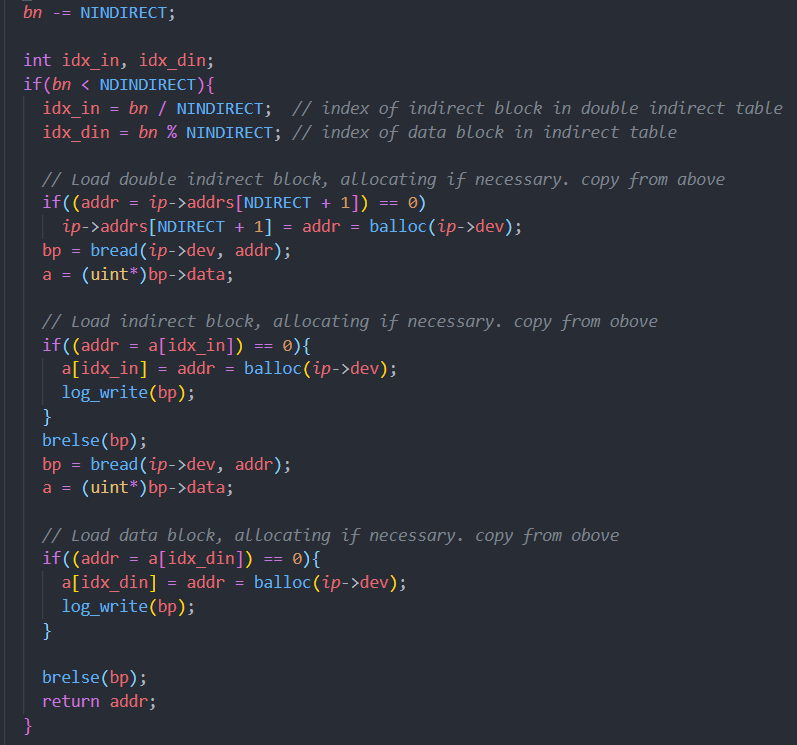 bn -= NINDIRECT;
int idx_in, idx_din;
if(bn < NDINDIRECT){
idx_in = bn / NINDIRECT;  // index of indirect block in double indirect table
idx_din = bn % NINDIRECT; // index of data block in indirect table
// Load double indirect block, allocating if necessary. copy from above
if((addr = ip->addrs[NDIRECT + 1]) == 0)
ip->addrs[NDIRECT + 1] = addr = balloc(ip->dev);
bp = bread(ip->dev, addr);
a = (uint*)bp->data;
// Load indirect block, allocating if necessary. copy from obove
if((addr = a[idx_in]) == 0){
a[idx_in] = addr = balloc(ip->dev);
log_write(bp);
}
brelse(bp);
bp = bread(ip->dev, addr);
a = (uint*)bp->data;
// Load data block, allocating if necessary. copy from obove
if((addr = a[idx_din]) == 0){
a[idx_din] = addr = balloc(ip->dev);
log_write(bp);
}
brelse(bp);
return addr;
}